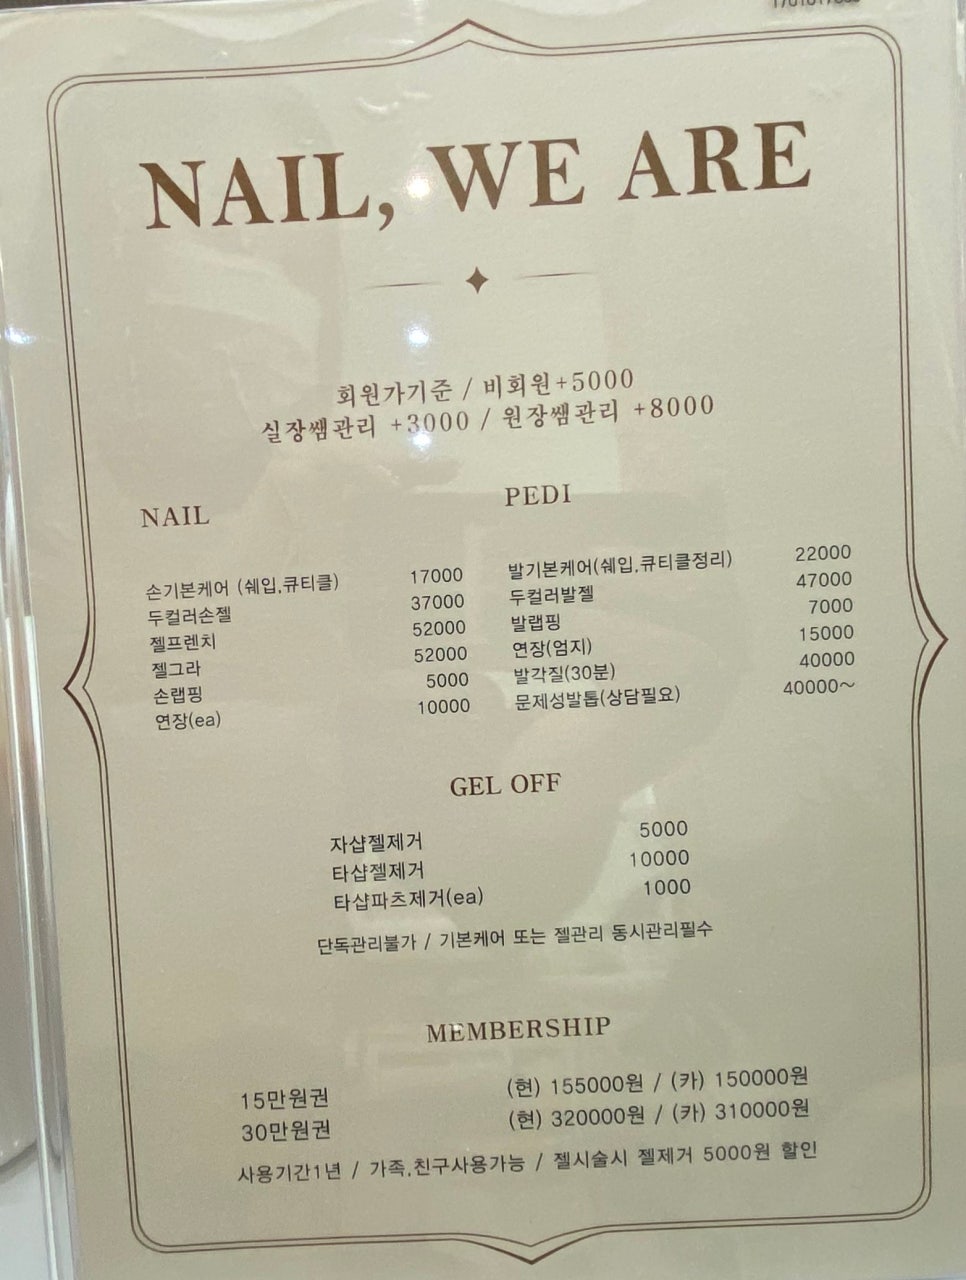 NAIL, WE ARE
회원가기준 / 비회원+5000
실장쌤관리 +3000 / 원장쌤관리 +8000
NAIL
손기본케어 (쉐입,큐티클) 17000
두컬러손젤 37000
젤프렌치 52000
젤그라 52000
손랩핑 5000
연장(ea) 10000
PEDI
발기본케어(쉐입,큐티클정리) 22000
두컬러발젤 47000
발랩핑 7000
연장(엄지) 15000
발각질(30분) 40000
문제성발톱(상담필요) 40000~
GEL OFF
자샵젤제거 5000
타샵젤제거 10000
타샵파츠제거(ea) 1000
단독관리불가 / 기본케어 또는 젤관리 동시관리필수
MEMBERSHIP
15만원권 (현) 155000원 / (카) 150000원
30만원권 (현) 320000원 / (카) 310000원
사용기간1년 / 가족,친구사용가능 / 젤시술시 젤제거 5000원 할인